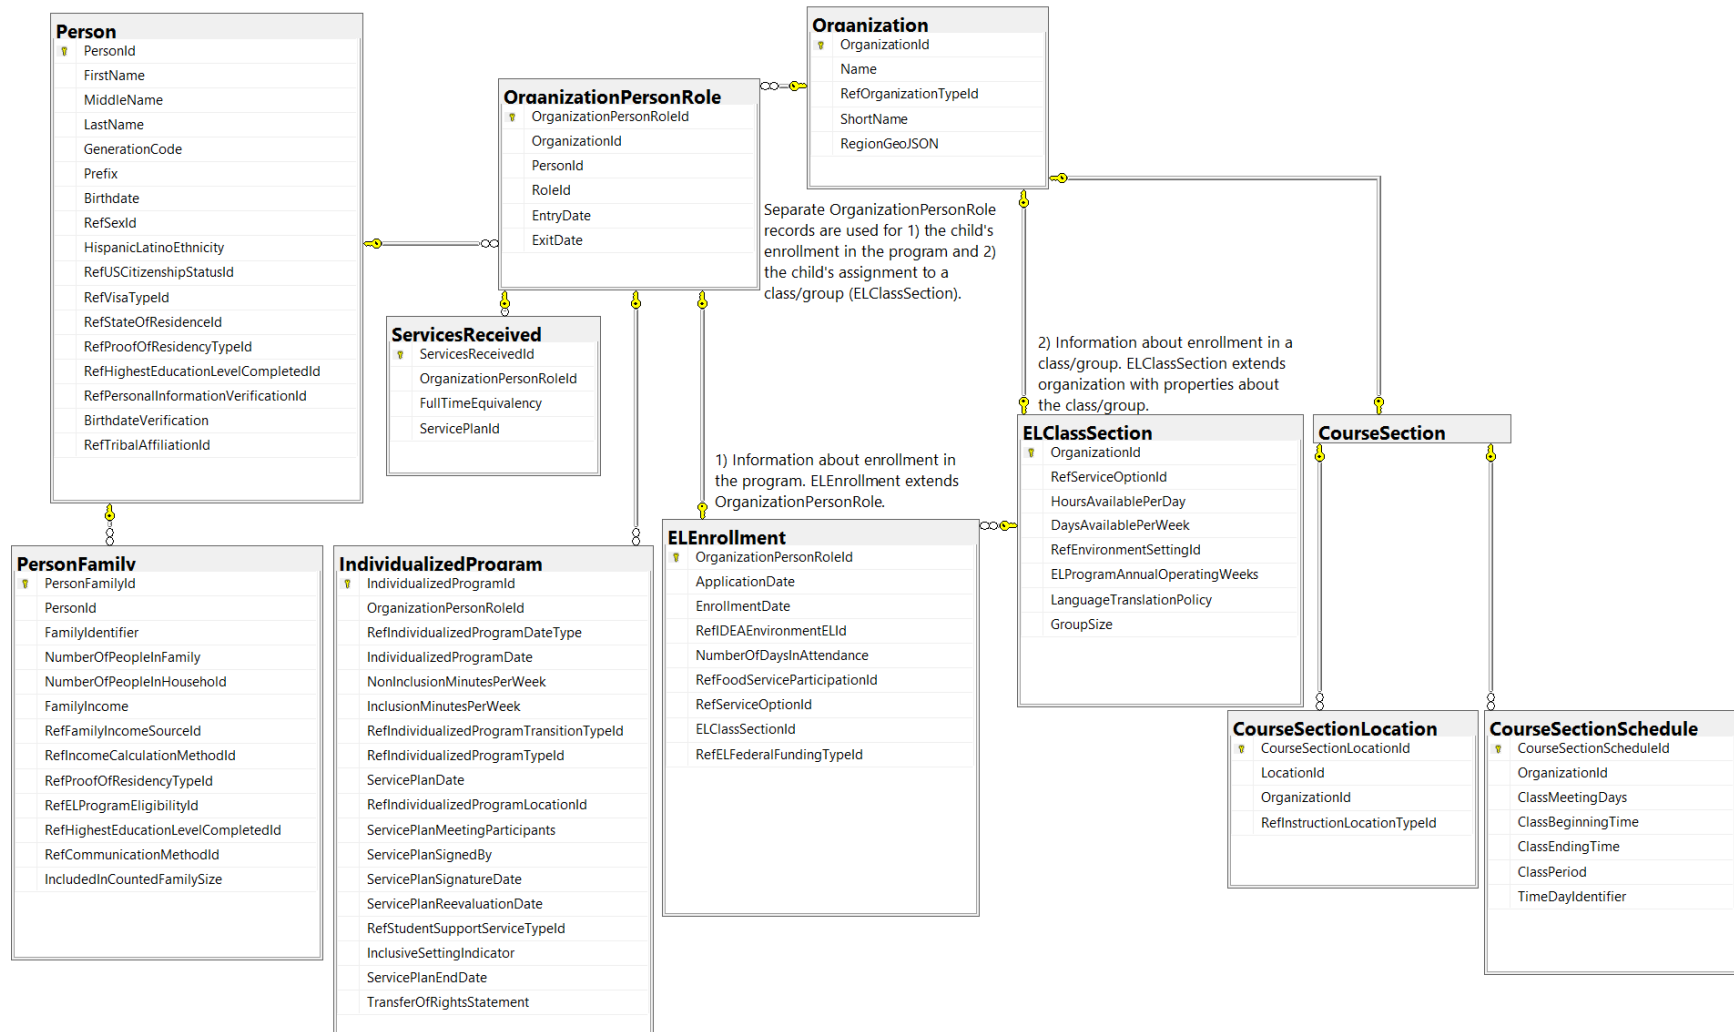 Person
PersonId
FirstName
MiddleName
LastName
GenerationCode
Prefix
Birthdate
RefSexId
HispanicLatinoEthnicity
RefUSCitizenshipStatusId
RefVisaTypeId
RefStateOfResidenceId
RefProofOfResidencyTypeId
RefHighestEducationLevelCompletedId
RefPersonalInformationVerificationId
BirthdateVerification
RefTribalAffiliationId
OrganizationPersonRole
OrganizationPersonRoleId
OrganizationId
PersonId
RoleId
EntryDate
ExitDate
Organization
OrganizationId
Name
RefOrganizationTypeId
ShortName
RegionGeoJSON
Separate OrganizationPersonRole
records are used for 1) the child's
enrollment in the program and 2)
the child's assignment to a
class/group (ELClassSection).
ServicesReceived
ServicesReceivedId
OrganizationPersonRoleId
FullTimeEquivalency
ServicePlanId
2) Information about enrollment in a
class/group. ELClassSection extends
organization with properties about
the class/group.
1) Information about enrollment in
the program. ELEnrollment extends
OrganizationPersonRole.
ELClassSection
OrganizationId
RefServiceOptionId
HoursAvailablePerDay
DaysAvailablePerWeek
RefEnvironmentSettingId
ELProgramAnnualOperatingWeeks
LanguageTranslationPolicy
GroupSize
CourseSection
PersonFamily
PersonFamilyId
PersonId
FamilyIdentifier
NumberOfPeopleInFamily
NumberOfPeopleInHousehold
FamilyIncome
RefFamilyIncomeSourceId
RefIncomeCalculationMethodId
RefProofOfResidencyTypeId
RefELProgramEligibilityId
RefHighestEducationLevelCompletedId
RefCommunicationMethodId
IncludedInCountedFamilySize
IndividualizedProgram
IndividualizedProgramId
OrganizationPersonRoleId
RefIndividualizedProgramDateType
IndividualizedProgramDate
NonInclusionMinutesPerWeek
InclusionMinutesPerWeek
RefIndividualizedProgramTransitionTypeId
RefIndividualizedProgramTypeId
ServicePlanDate
RefIndividualizedProgramLocationId
ServicePlanMeetingParticipants
ServicePlanSignedBy
ServicePlanSignatureDate
ServicePlanReevaluationDate
RefStudentSupportServiceTypeId
InclusiveSettingIndicator
ServicePlanEndDate
TransferOfRightsStatement
ELEnrollment
OrganizationPersonRoleId
ApplicationDate
EnrollmentDate
RefIDEAEnvironmentELId
NumberOfDaysInAttendance
RefFoodServiceParticipationId
RefServiceOptionId
ELClassSectionId
RefELFederalFundingTypeId
CourseSectionLocation
CourseSectionLocationId
LocationId
OrganizationId
RefInstructionLocationTypeId
CourseSectionSchedule
CourseSectionScheduleId
OrganizationId
ClassMeetingDays
ClassBeginningTime
ClassEndingTime
ClassPeriod
TimeDayIdentifier